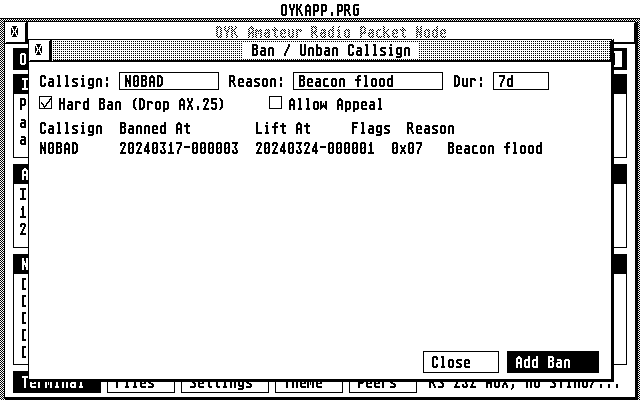 OYKAPP.PRG
OYK Amateur Radio Packet Node
Ban / Unban Callsign
Callsign: N0BAD Reason: Beacon flood Dur: 7d
Hard Ban (Drop AX.25) Allow Appeal
Callsign Banned At Lift At Flags Reason
N0BAD 20240317-000003 20240324-000001 0x07 Beacon flood
Close Add Ban
Terminal Files Settings Theme Peers RS 232 Aux, no